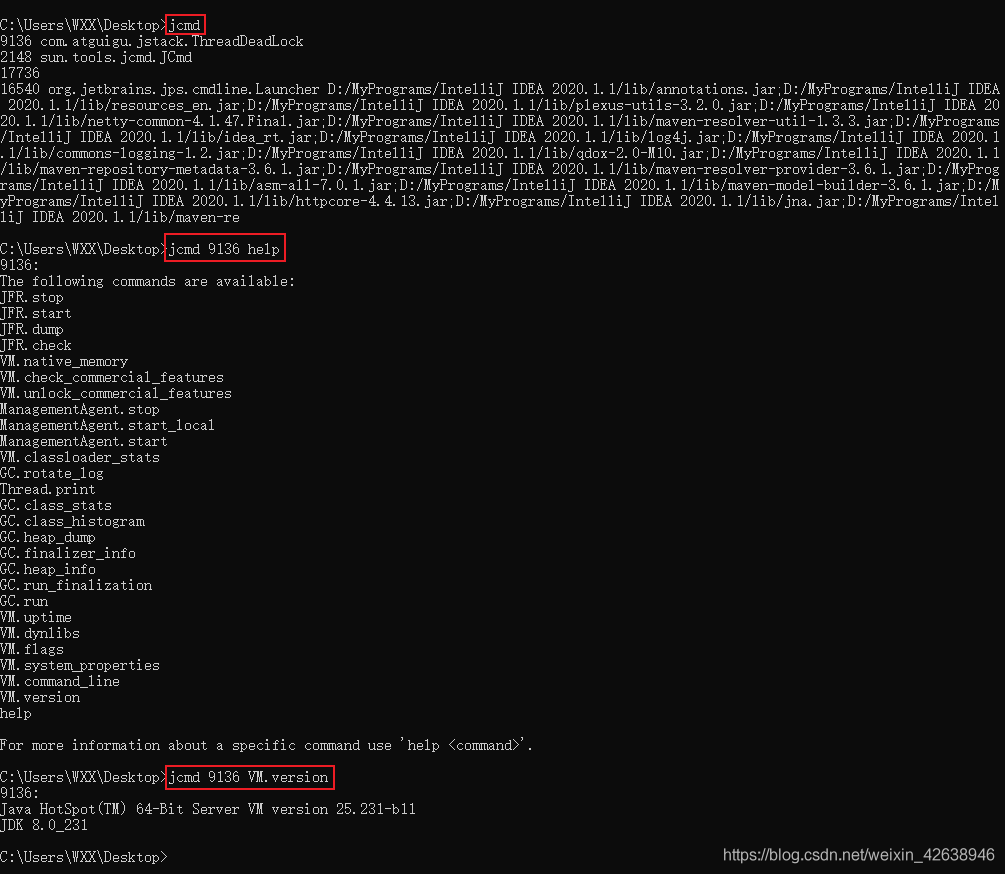 C:\Users\WXX\Desktop>jcmd
9136 com.atguigu.jstack.ThreadDeadLock
2148 sun.tools.jcmd.JCmd
17736
16540 org.jetbrains.jps.cmdline.Launcher D:/MyPrograms/IntelliJ IDEA 2020.1.1/lib/annotations.jar;D:/MyPrograms/IntelliJ IDEA
 2020.1.1/lib/resources_en.jar;D:/MyPrograms/IntelliJ IDEA 2020.1.1/lib/plexus-utils-3.2.0.jar;D:/MyPrograms/IntelliJ IDEA 20
20.1.1/lib/netty-common-4.1.47.Final.jar;D:/MyPrograms/IntelliJ IDEA 2020.1.1/lib/maven-resolver-util-1.3.3.jar;D:/MyPrograms
/IntelliJ IDEA 2020.1.1/lib/idea_rt.jar;D:/MyPrograms/IntelliJ IDEA 2020.1.1/lib/log4j.jar;D:/MyPrograms/IntelliJ IDEA 2020.1.
1/lib/commons-logging-1.2.jar;D:/MyPrograms/IntelliJ IDEA 2020.1.1/lib/qdox-2.0-M10.jar;D:/MyPrograms/IntelliJ IDEA 2020.1.1
/lib/maven-repository-metadata-3.6.1.jar;D:/MyPrograms/IntelliJ IDEA 2020.1.1/lib/maven-resolver-provider-3.6.1.jar;D:/MyProg
rams/IntelliJ IDEA 2020.1.1/lib/asm-all-7.0.1.jar;D:/MyPrograms/IntelliJ IDEA 2020.1.1/lib/maven-model-builder-3.6.1.jar;D:/M
yPrograms/IntelliJ IDEA 2020.1.1/lib/httpcore-4.4.13.jar;D:/MyPrograms/IntelliJ IDEA 2020.1.1/lib/jna.jar;D:/MyPrograms/Intel
liJ IDEA 2020.1.1/lib/maven-re
C:\Users\WXX\Desktop>jcmd 9136 help
9136:
The following commands are available:
JFR.stop
JFR.start
JFR.dump
JFR.check
VM.native_memory
VM.check_commercial_features
VM.unlock_commercial_features
ManagementAgent.stop
ManagementAgent.start_local
ManagementAgent.start
VM.classloader_stats
GC.rotate_log
Thread.print
GC.class_stats
GC.class_histogram
GC.heap_dump
GC.finalizer_info
GC.heap_info
GC.run_finalization
GC.run
VM.uptime
VM.dynlibs
VM.flags
VM.system_properties
VM.command_line
VM.version
help
For more information about a specific command use 'help <command>'.
C:\Users\WXX\Desktop>jcmd 9136 VM.version
9136:
Java HotSpot(TM) 64-Bit Server VM version 25.231-b11
JDK 8.0_231
C:\Users\WXX\Desktop>
https://blog.csdn.net/weixin_42638946